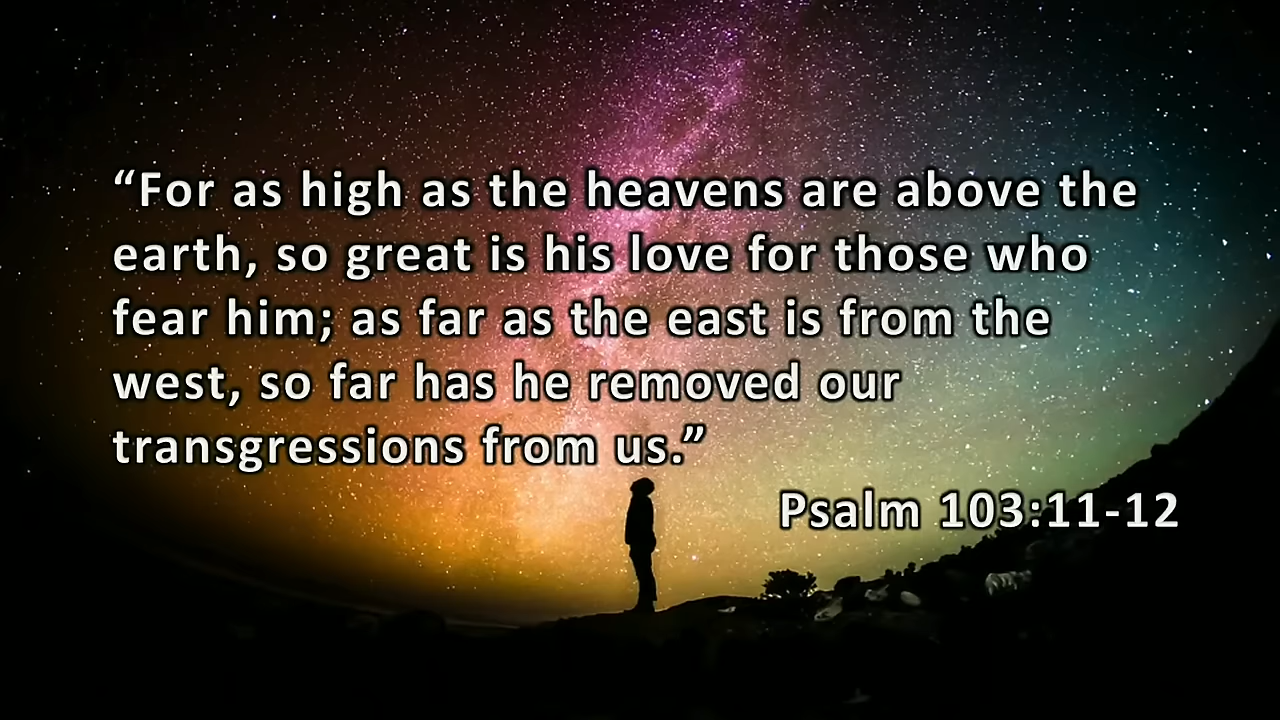 “For as high as the heavens are above the
earth, so great is his love for those who
fear him; as far as the east is from the
west, so far has he removed our
transgressions from us.”
Psalm 103:11-12